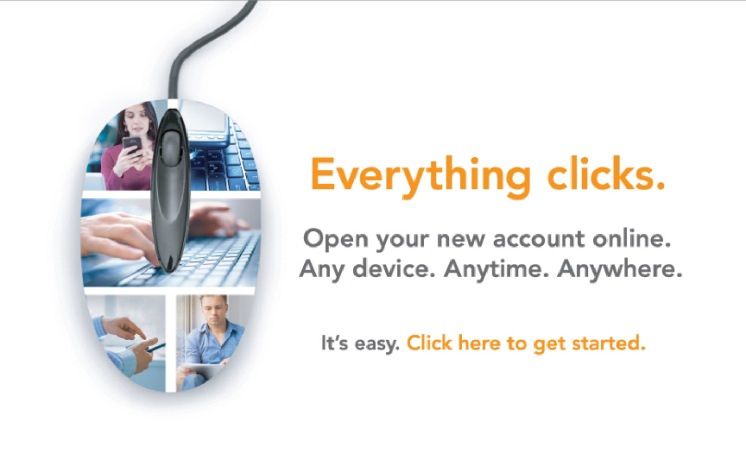 Everything clicks.
Open your new account online.
Any device. Anytime. Anywhere.
It's easy. Click here to get started.